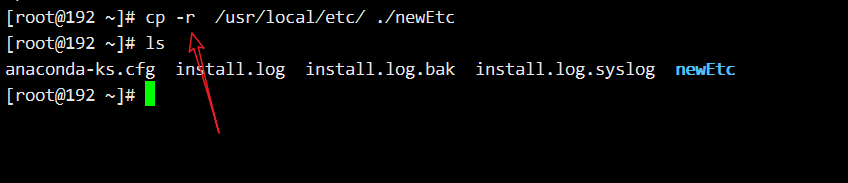 [root@192 ~]# cp -r  /usr/local/etc/ ./newEtc
[root@192 ~]# ls
anaconda-ks.cfg  install.log  install.log.bak  install.log.syslog  newEtc
[root@192 ~]#